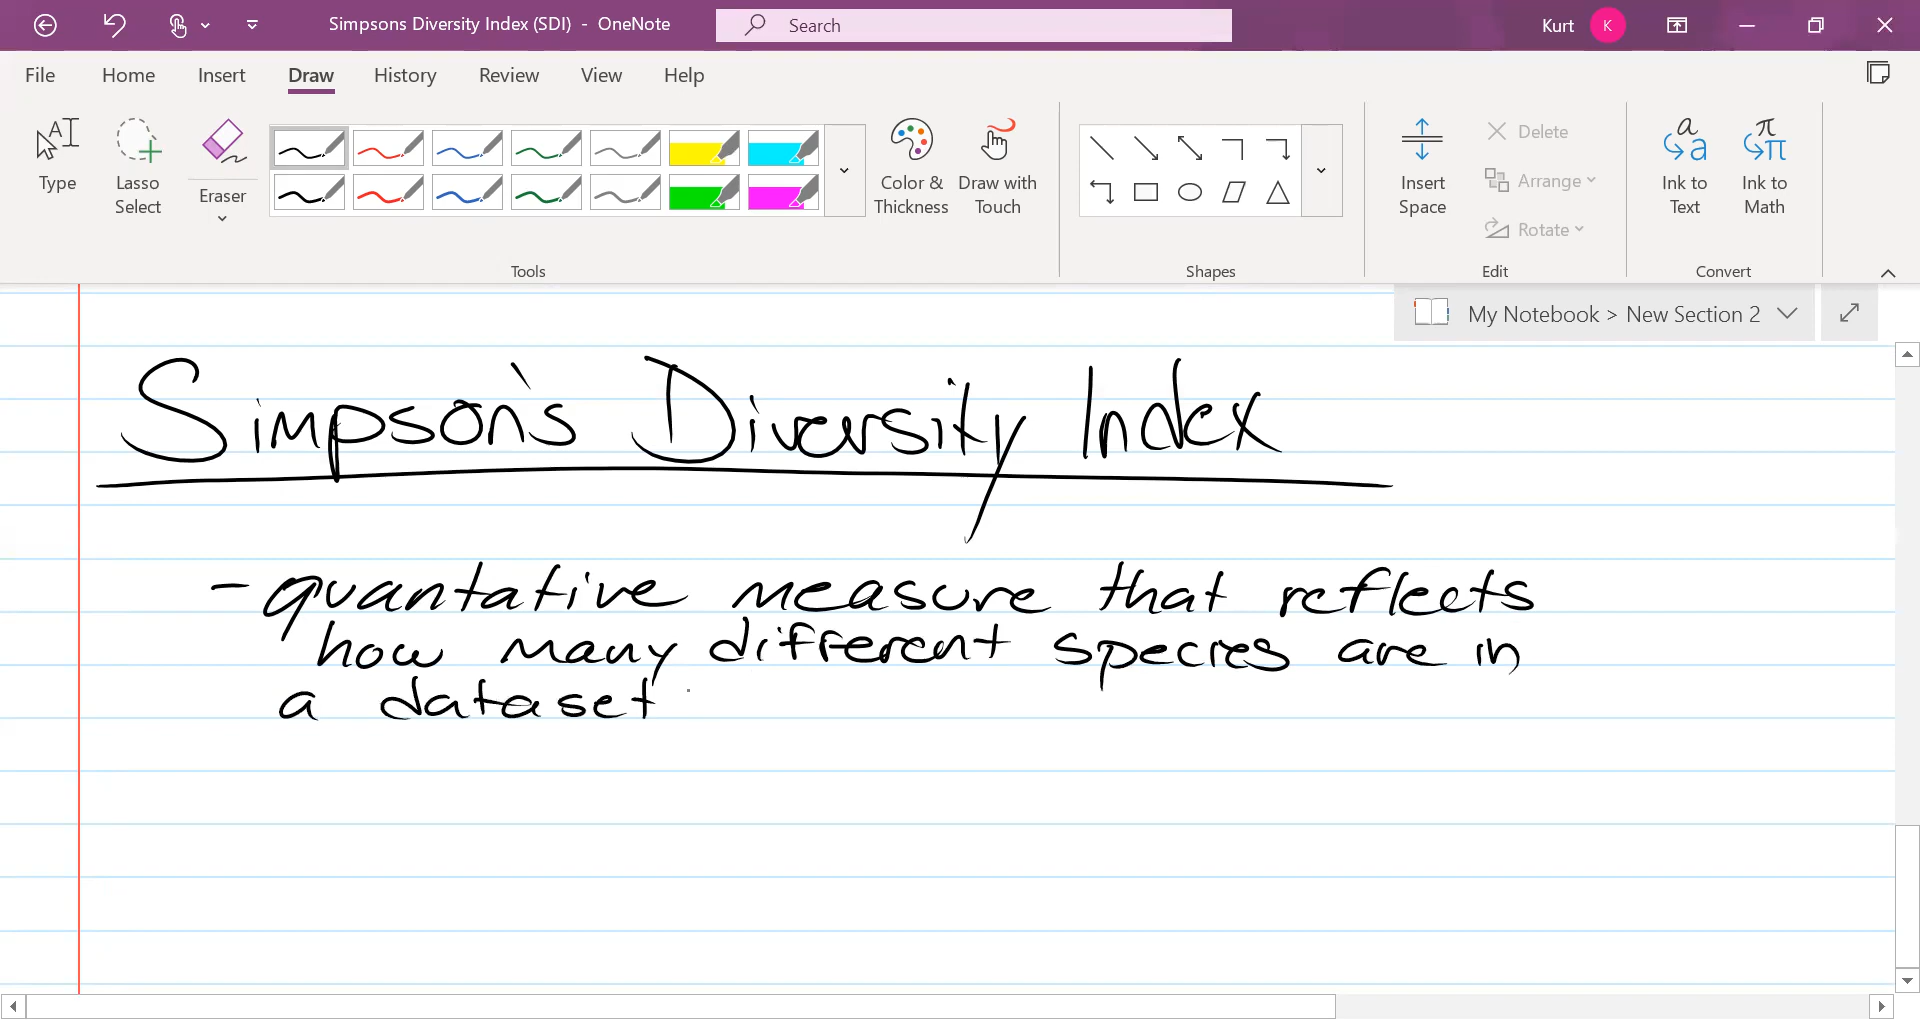 Simpsons Diversity Index (SDI) - OneNote
Search
Kurt K
File Home Insert Draw History Review View Help
Type
Lasso Select
Eraser
Color & Thickness
Draw with Touch
Insert Space
Delete
Arrange
Rotate
Ink to Text
Ink to Math
Tools
Shapes
Edit
Convert
My Notebook > New Section 2
Simpson's Diversity Index
- quantative measure that reflects
how many different species are in
a dataset